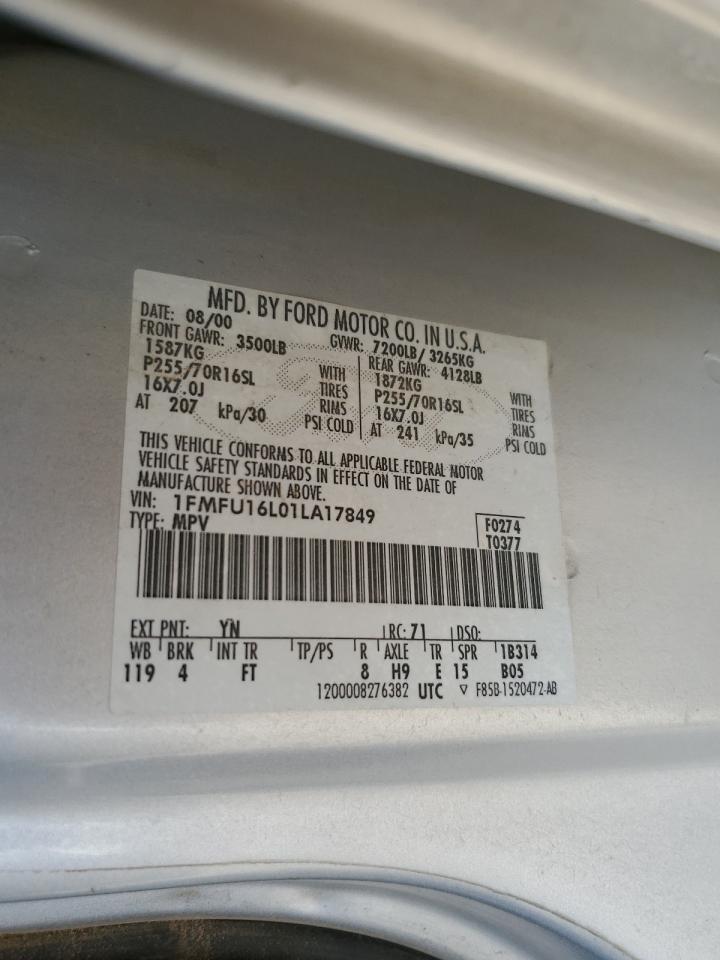 MFD. BY FORD MOTOR CO. IN U.S.A.
DATE: 08/00 GVWR: 7200LB/ 3265KG
FRONT GAWR: 3500LB REAR GAWR: 4128LB
1587KG 1872KG
P255/70R16SL WITH P255/70R16SL WITH
16X7.0J TIRES 16X7.0J TIRES
RIMS RIMS
AT 207 kPa/30 PSI COLD AT 241 kPa/35 PSI COLD
THIS VEHICLE CONFORMS TO ALL APPLICABLE FEDERAL MOTOR
VEHICLE SAFETY STANDARDS IN EFFECT ON THE DATE OF
MANUFACTURE SHOWN ABOVE.
VIN: 1FMFU16L01LA17849 F0274
TYPE: MPV T0377
EXT PNT: YN RC: 71 DSO:
WB BRK INT TR TP/PS R AXLE TR SPR 1B314
119 4 FT 8 H9 E 15 B05
1200008276382 UTC ▽ F85B-1520472-AB